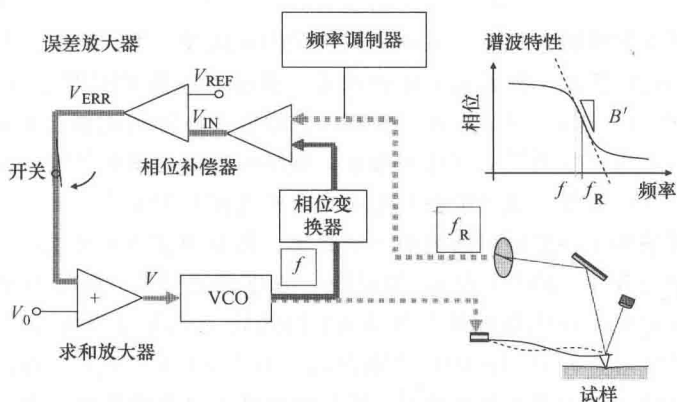 误差放大器
频率调制器
谐波特性
V_REF
V_ERR
V_IN
相位
B′
开关
相位补偿器
f
f_R
频率
相位变
换器
f_R
f
V
VCO
V_0
+
求和放大器
试样